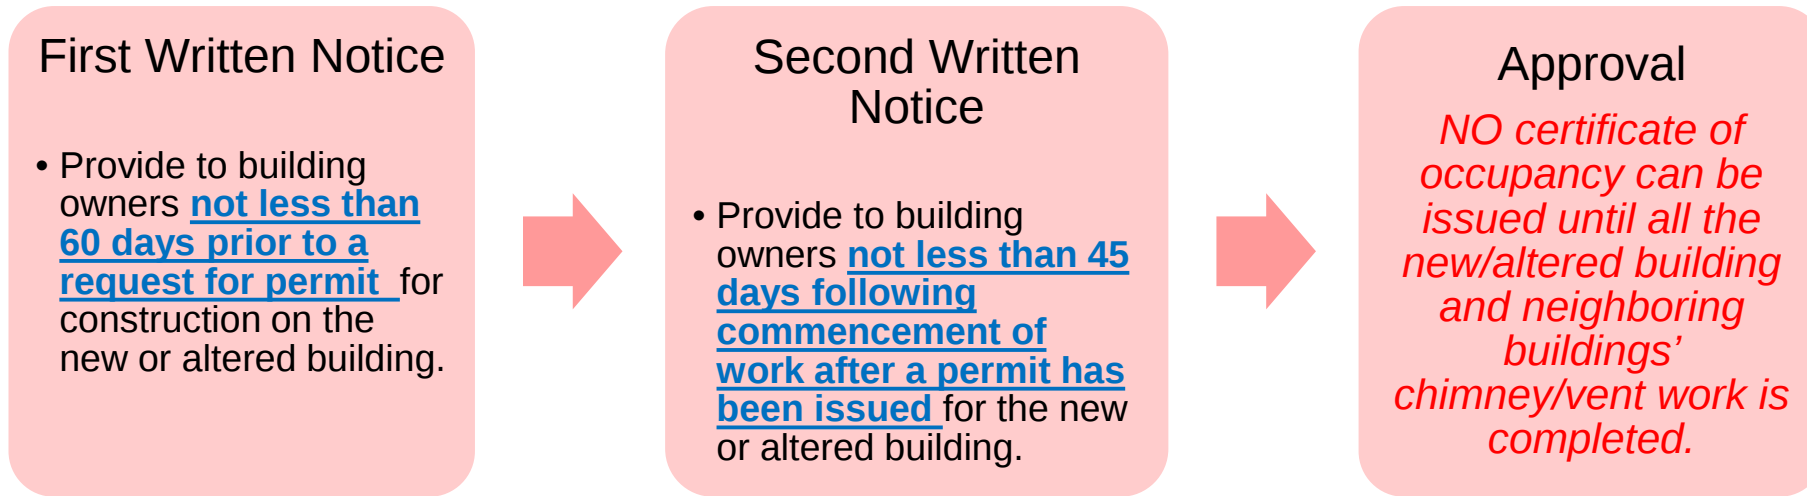 First Written Notice
• Provide to building
owners not less than
60 days prior to a
request for permit for
construction on the
new or altered building.
Second Written
Notice
• Provide to building
owners not less than 45
days following
commencement of
work after a permit has
been issued for the new
or altered building.
Approval
NO certificate of
occupancy can be
issued until all the
new/altered building
and neighboring
buildings’
chimney/vent work is
completed.